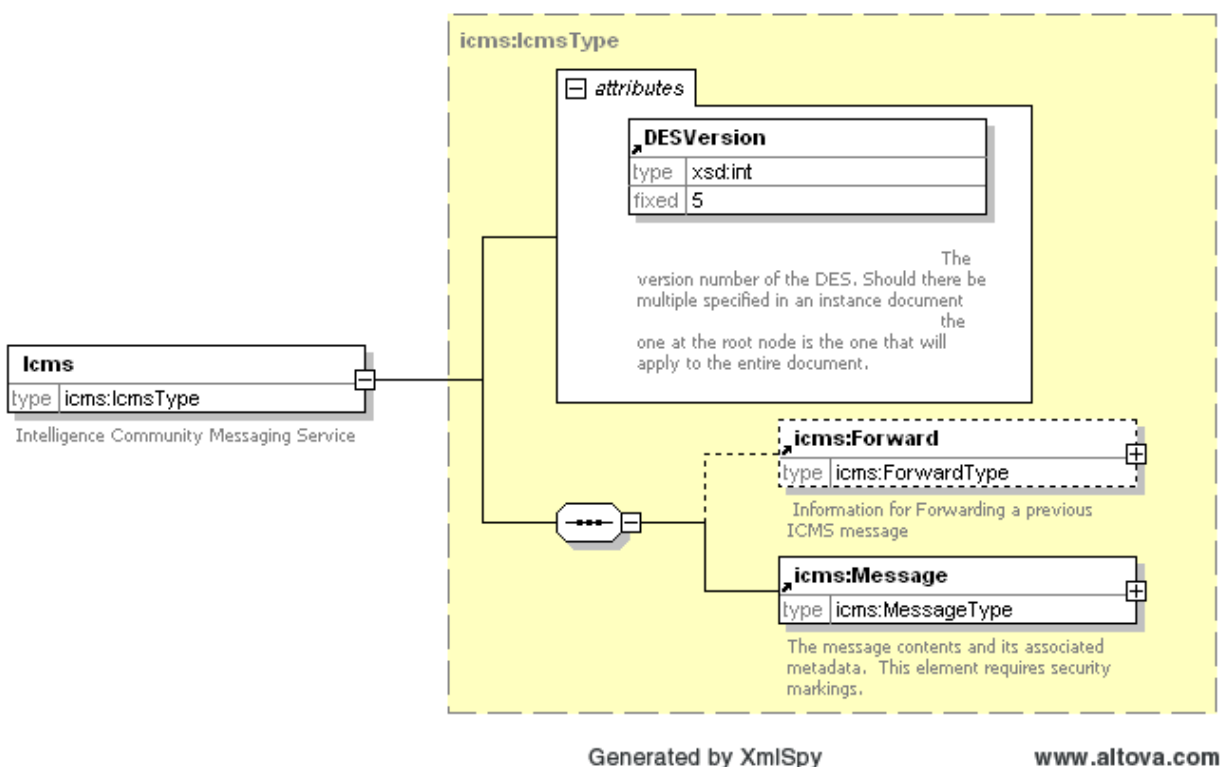 icms:IcmsType
attributes
DESVersion
type xsd:int
fixed 5
The
version number of the DES. Should there be
multiple specified in an instance document
the
one at the root node is the one that will
apply to the entire document.
Icms
type icms:IcmsType
Intelligence Community Messaging Service
icms:Forward
type icms:ForwardType
Information for Forwarding a previous
ICMS message
icms:Message
type icms:MessageType
The message contents and its associated
metadata. This element requires security
markings.
Generated by XmlSpy www.altova.com